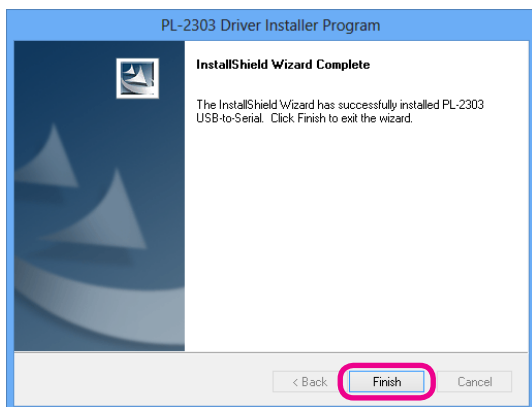 PL-2303 Driver Installer Program
InstallShield Wizard Complete
The InstallShield Wizard has successfully installed PL-2303
USB-to-Serial.  Click Finish to exit the wizard.
< Back
Finish
Cancel